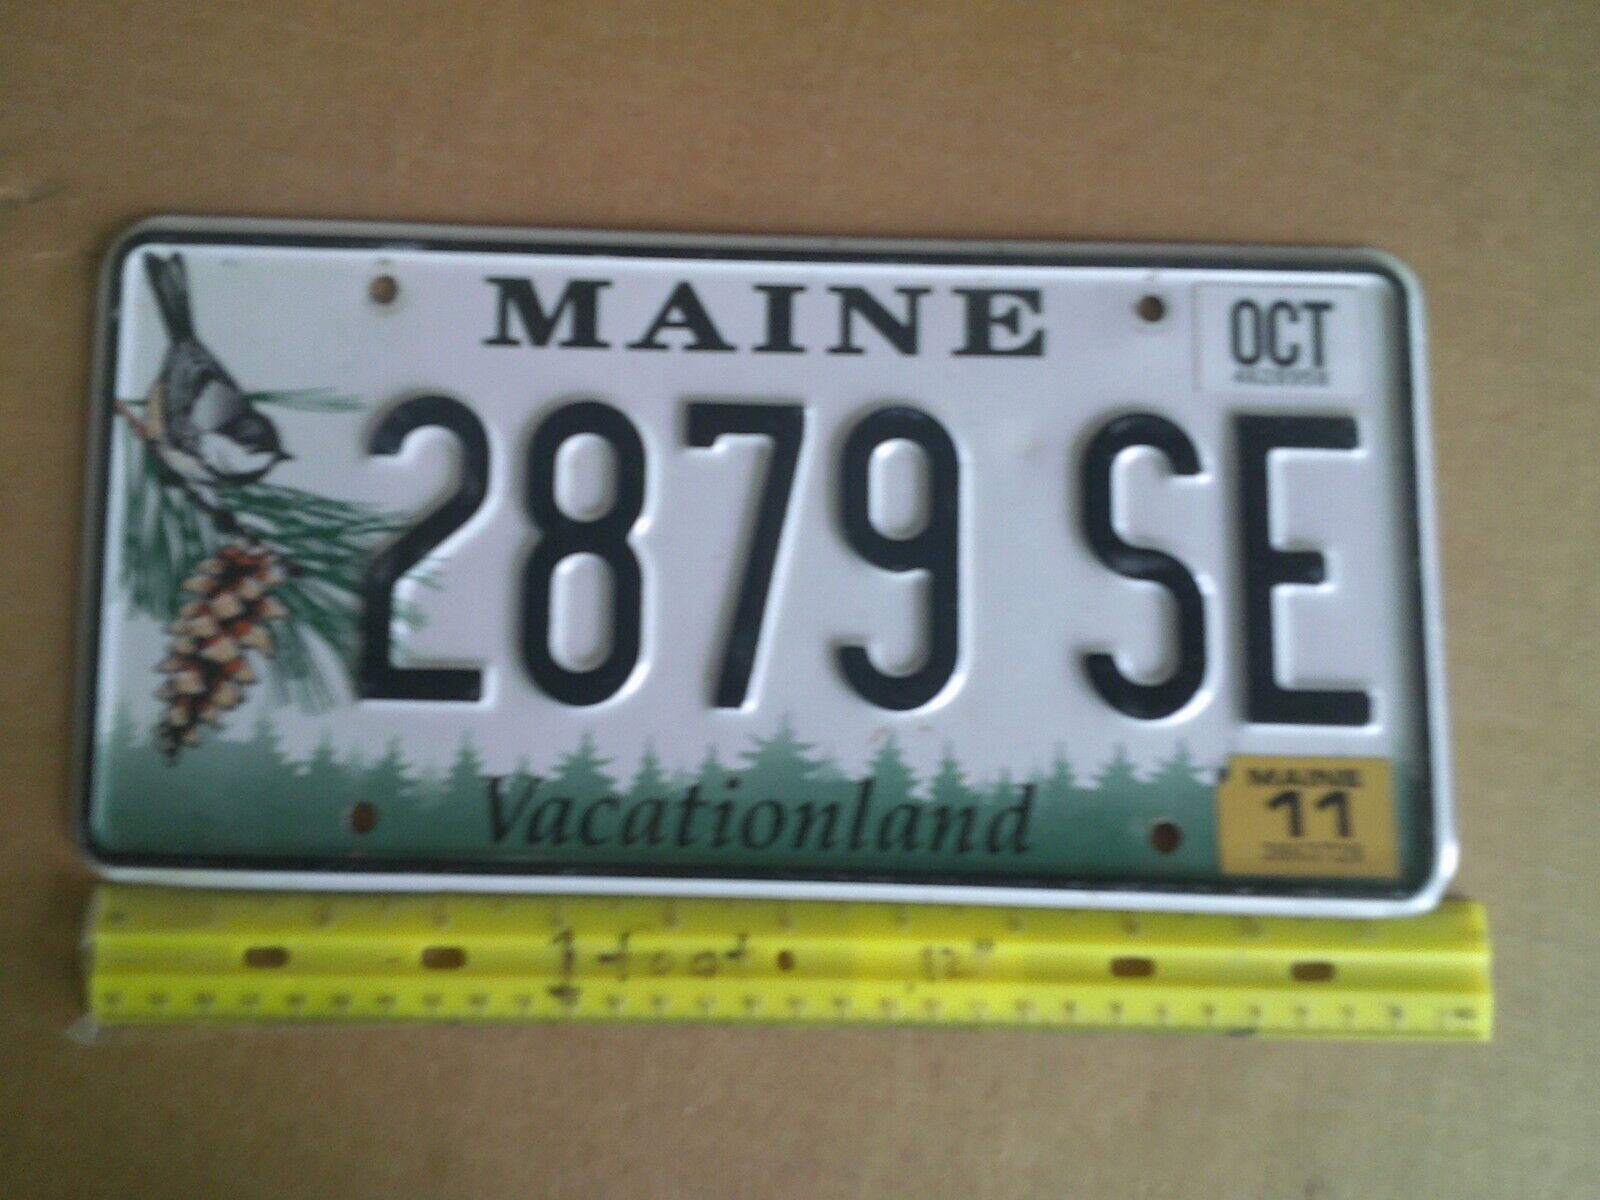 MAINE
OCT
2879 SE
Vacationland
MAINE
11
1 foot
12"